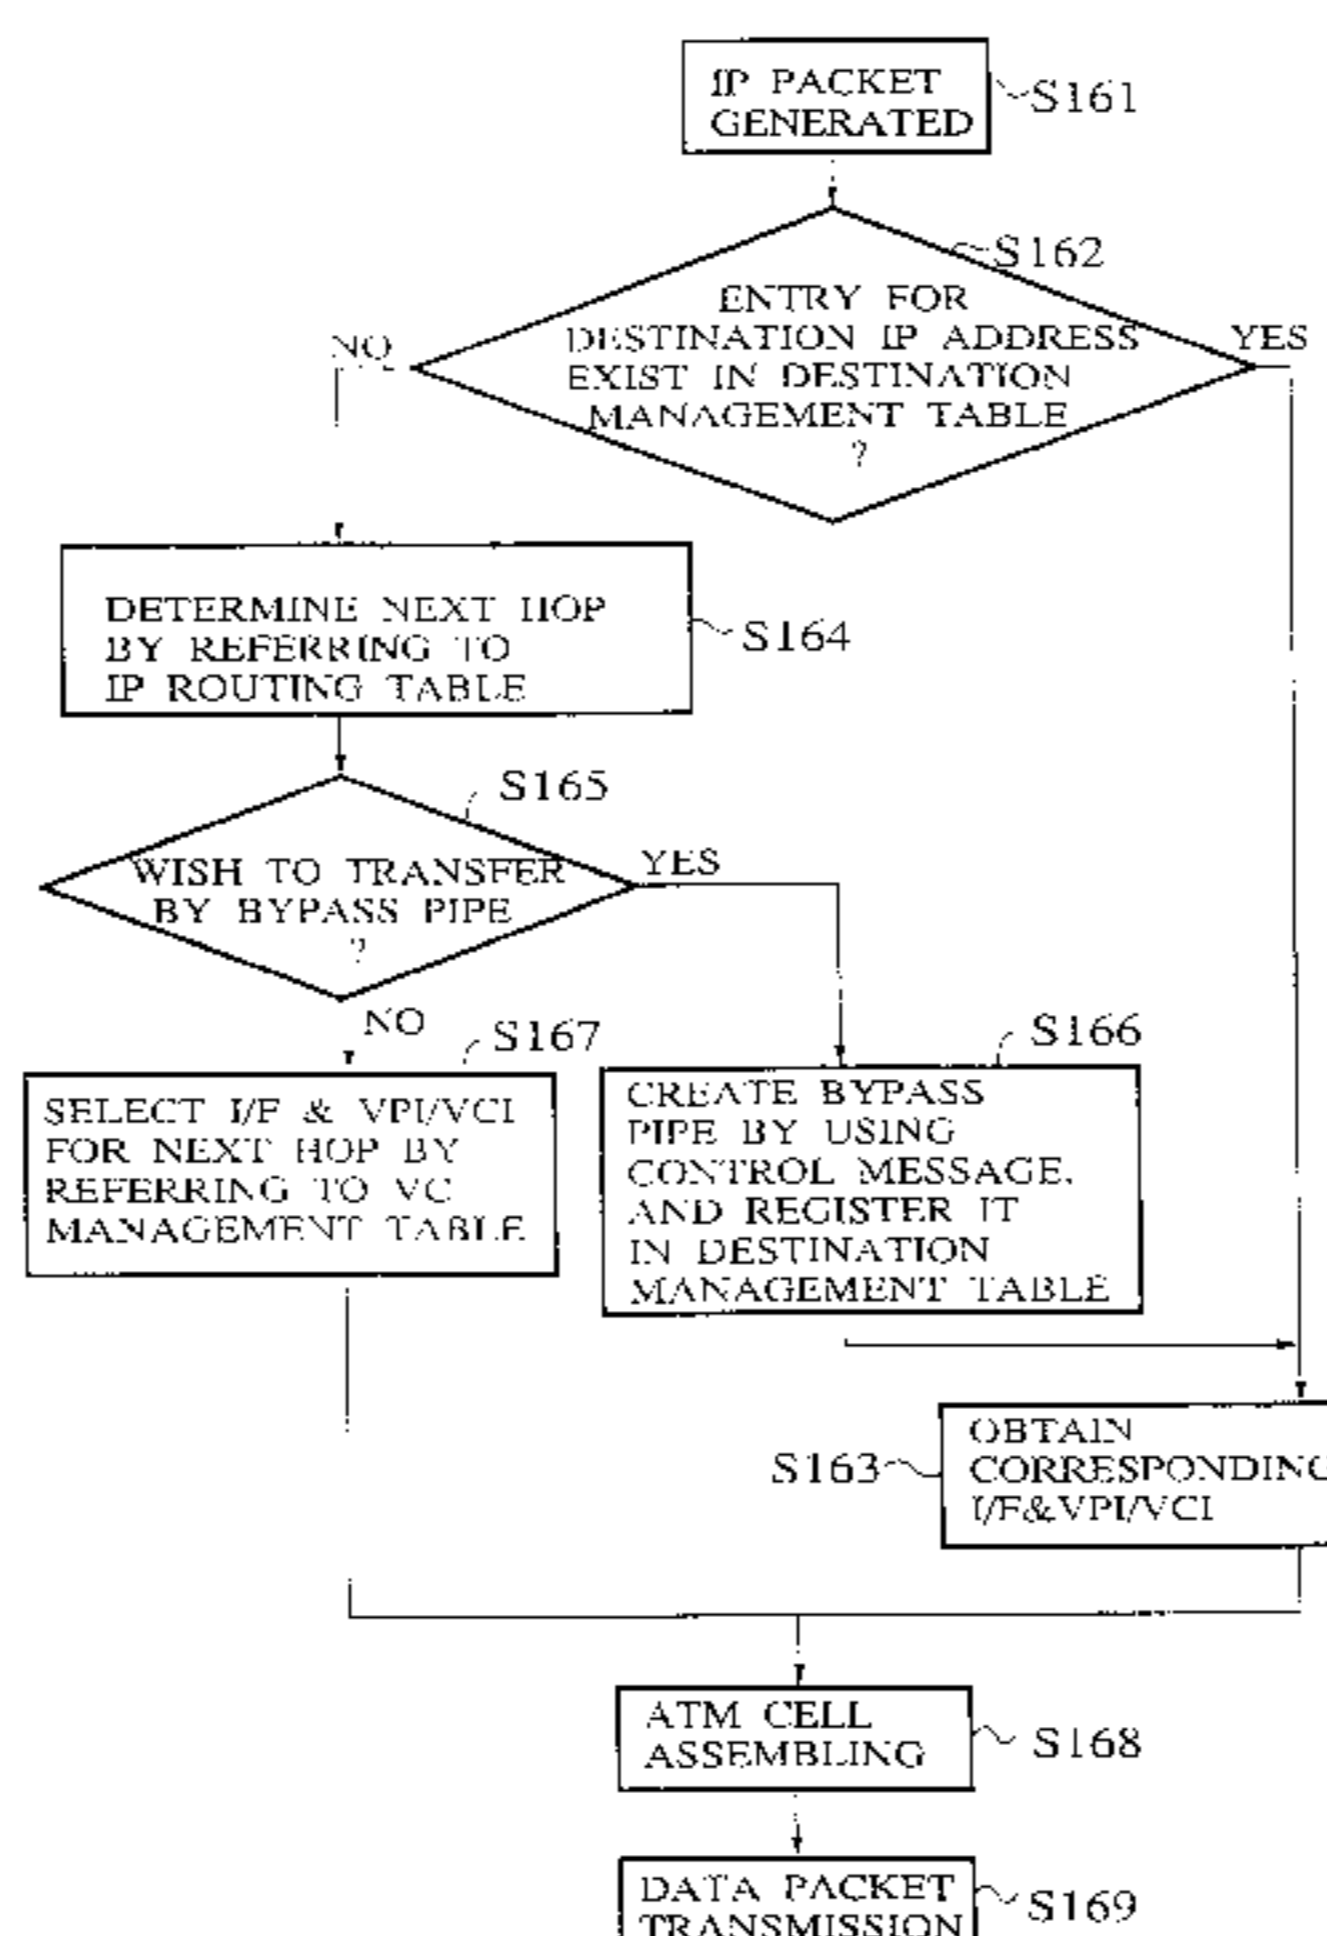 IP PACKET
GENERATED
S161
S162
ENTRY FOR
DESTINATION IP ADDRESS
EXIST IN DESTINATION
MANAGEMENT TABLE
?
NO
YES
DETERMINE NEXT HOP
BY REFERRING TO
IP ROUTING TABLE
S164
S165
WISH TO TRANSFER
BY BYPASS PIPE
?
YES
NO
S167
SELECT I/F & VPI/VCI
FOR NEXT HOP BY
REFERRING TO VC
MANAGEMENT TABLE
S166
CREATE BYPASS
PIPE BY USING
CONTROL MESSAGE,
AND REGISTER IT
IN DESTINATION
MANAGEMENT TABLE
S163
OBTAIN
CORRESPONDING
I/F&VPI/VCI
ATM CELL
ASSEMBLING
S168
DATA PACKET
TRANSMISSION
S169